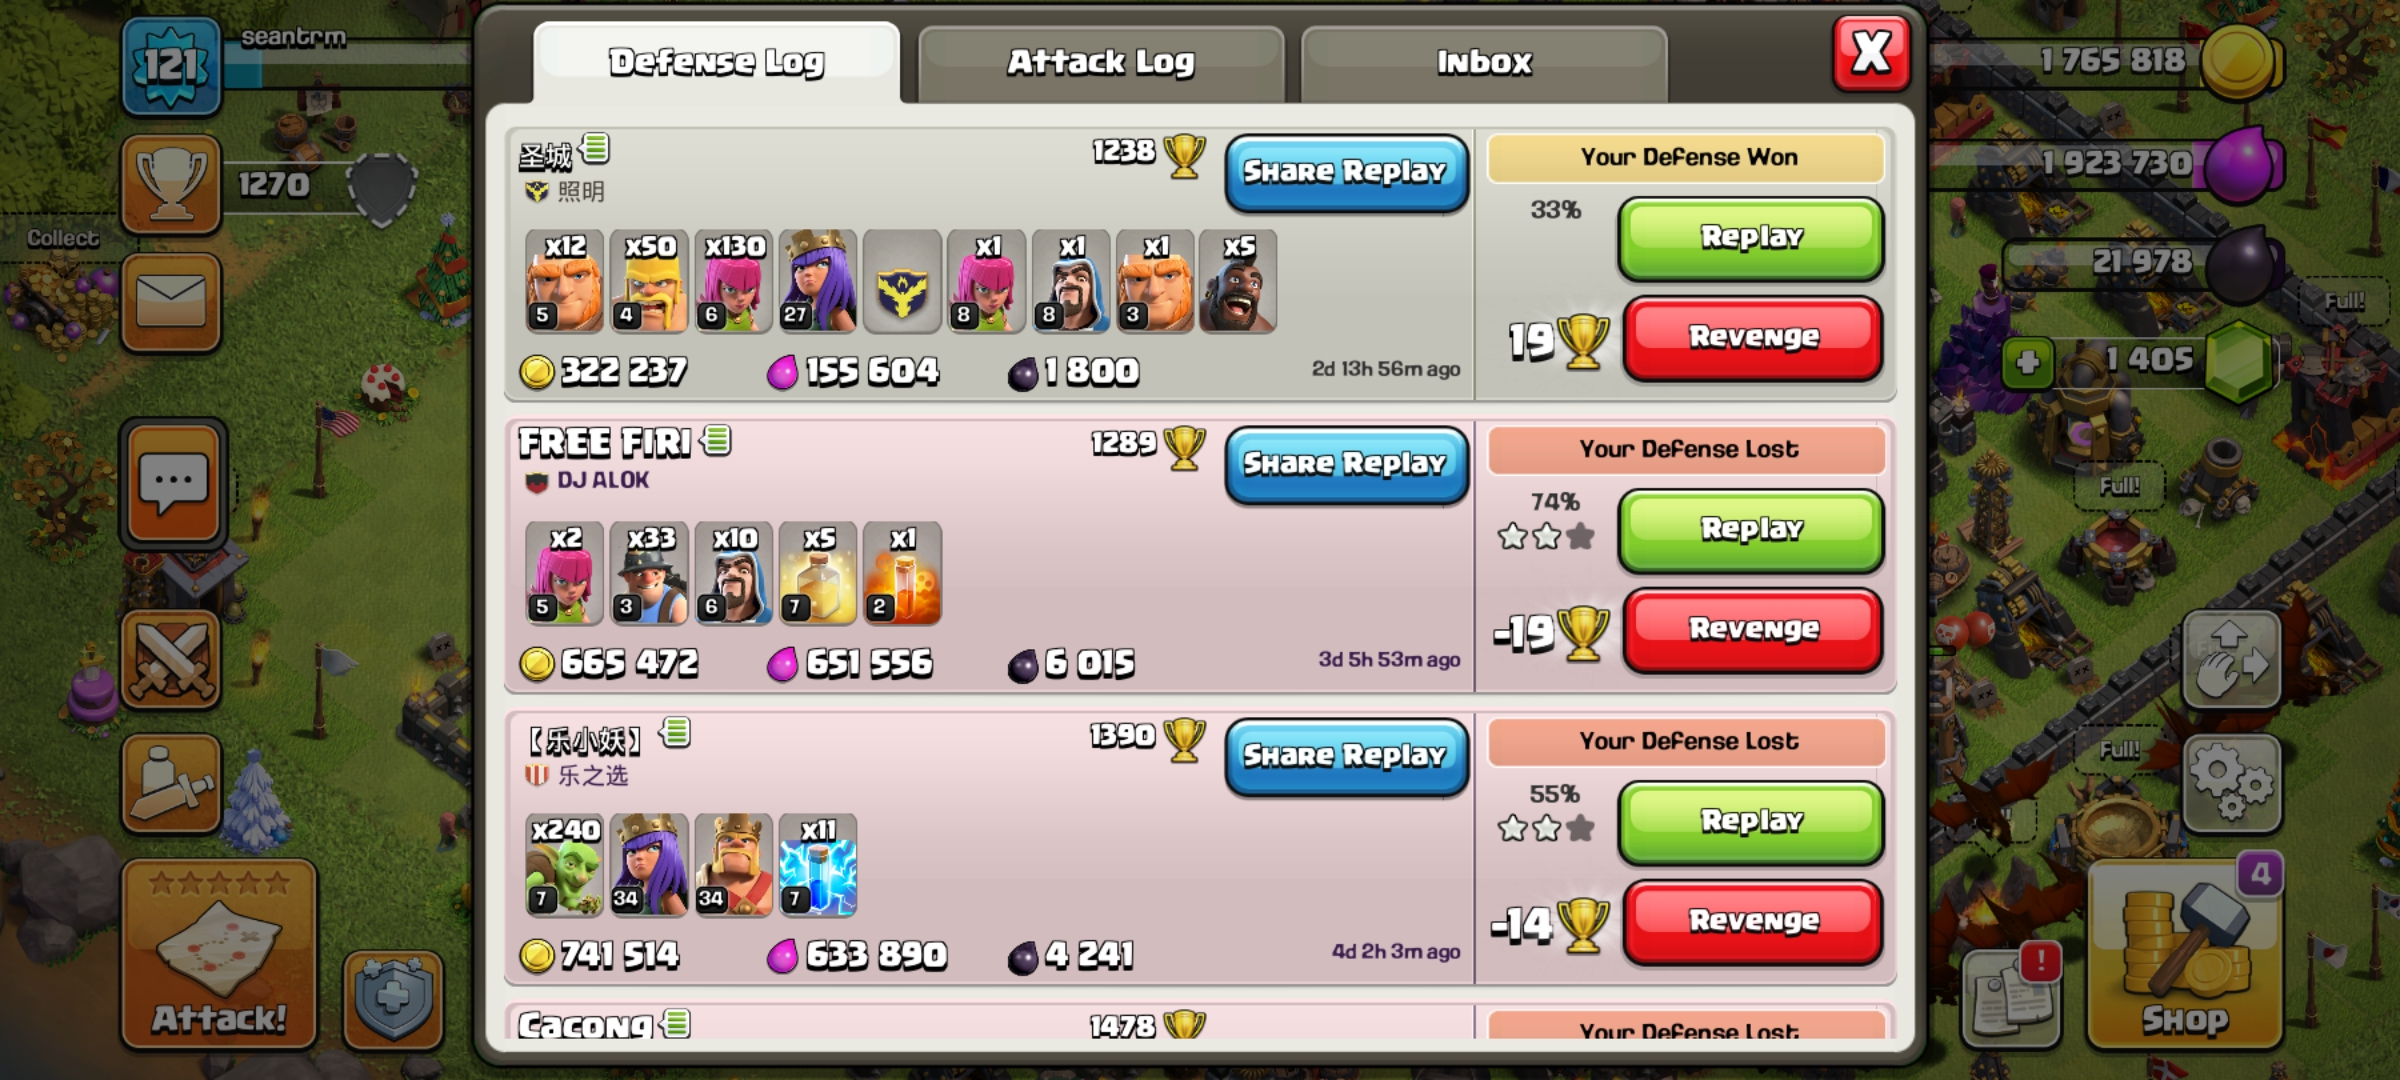 121
seantrm
1270
Collect
Attack!
Defense Log
Attack Log
Inbox
X
圣城
照明
1238
Share Replay
x12
x50
x130
x1
x1
x1
x5
5
4
6
27
8
8
3
322 237
155 604
1 800
2d 13h 56m ago
Your Defense Won
33%
Replay
19
Revenge
FREE FIRI
DJ ALOK
1289
Share Replay
x2
x33
x10
x5
x1
5
3
6
7
2
665 472
651 556
6 015
3d 5h 53m ago
Your Defense Lost
74%
Replay
-19
Revenge
【乐小妖】
乐之选
1390
Share Replay
x240
x11
7
34
34
7
741 514
633 890
4 241
4d 2h 3m ago
Your Defense Lost
55%
Replay
-14
Revenge
Cacong
1478
Your Defense Lost
1 765 818
1 923 730
21 978
Full!
1 405
Full!
Full!
4
!
Shop